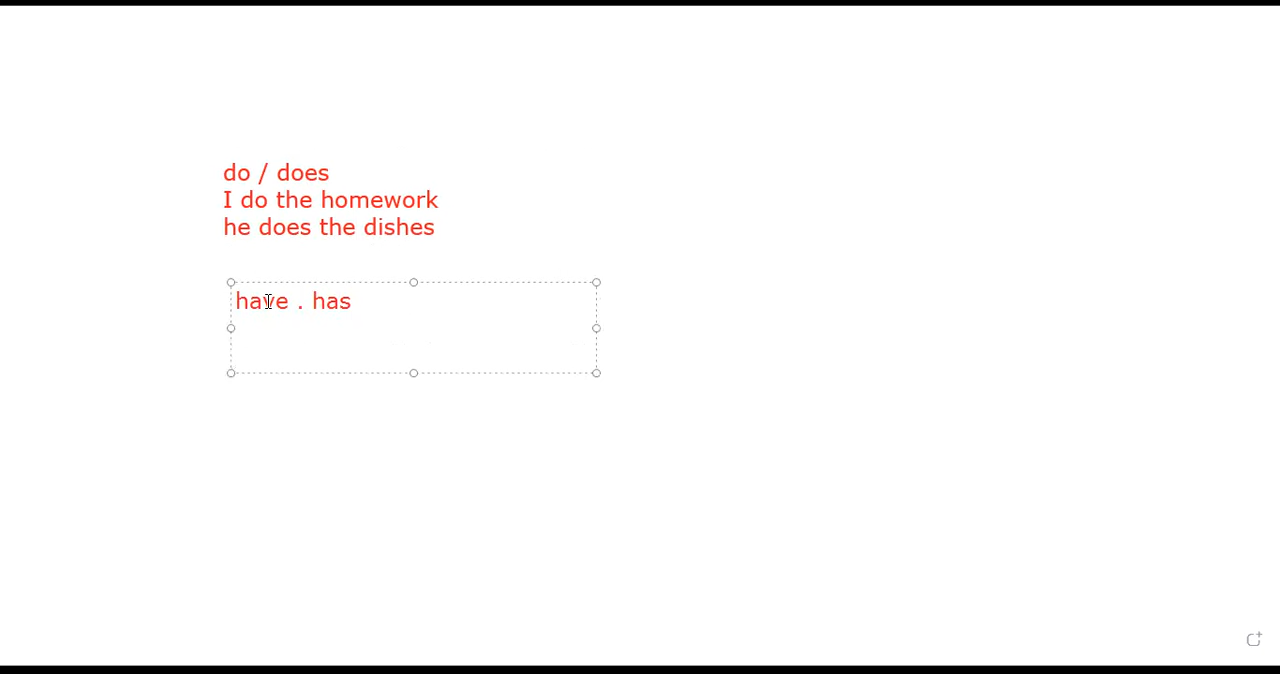 do / does
I do the homework
he does the dishes
have . has